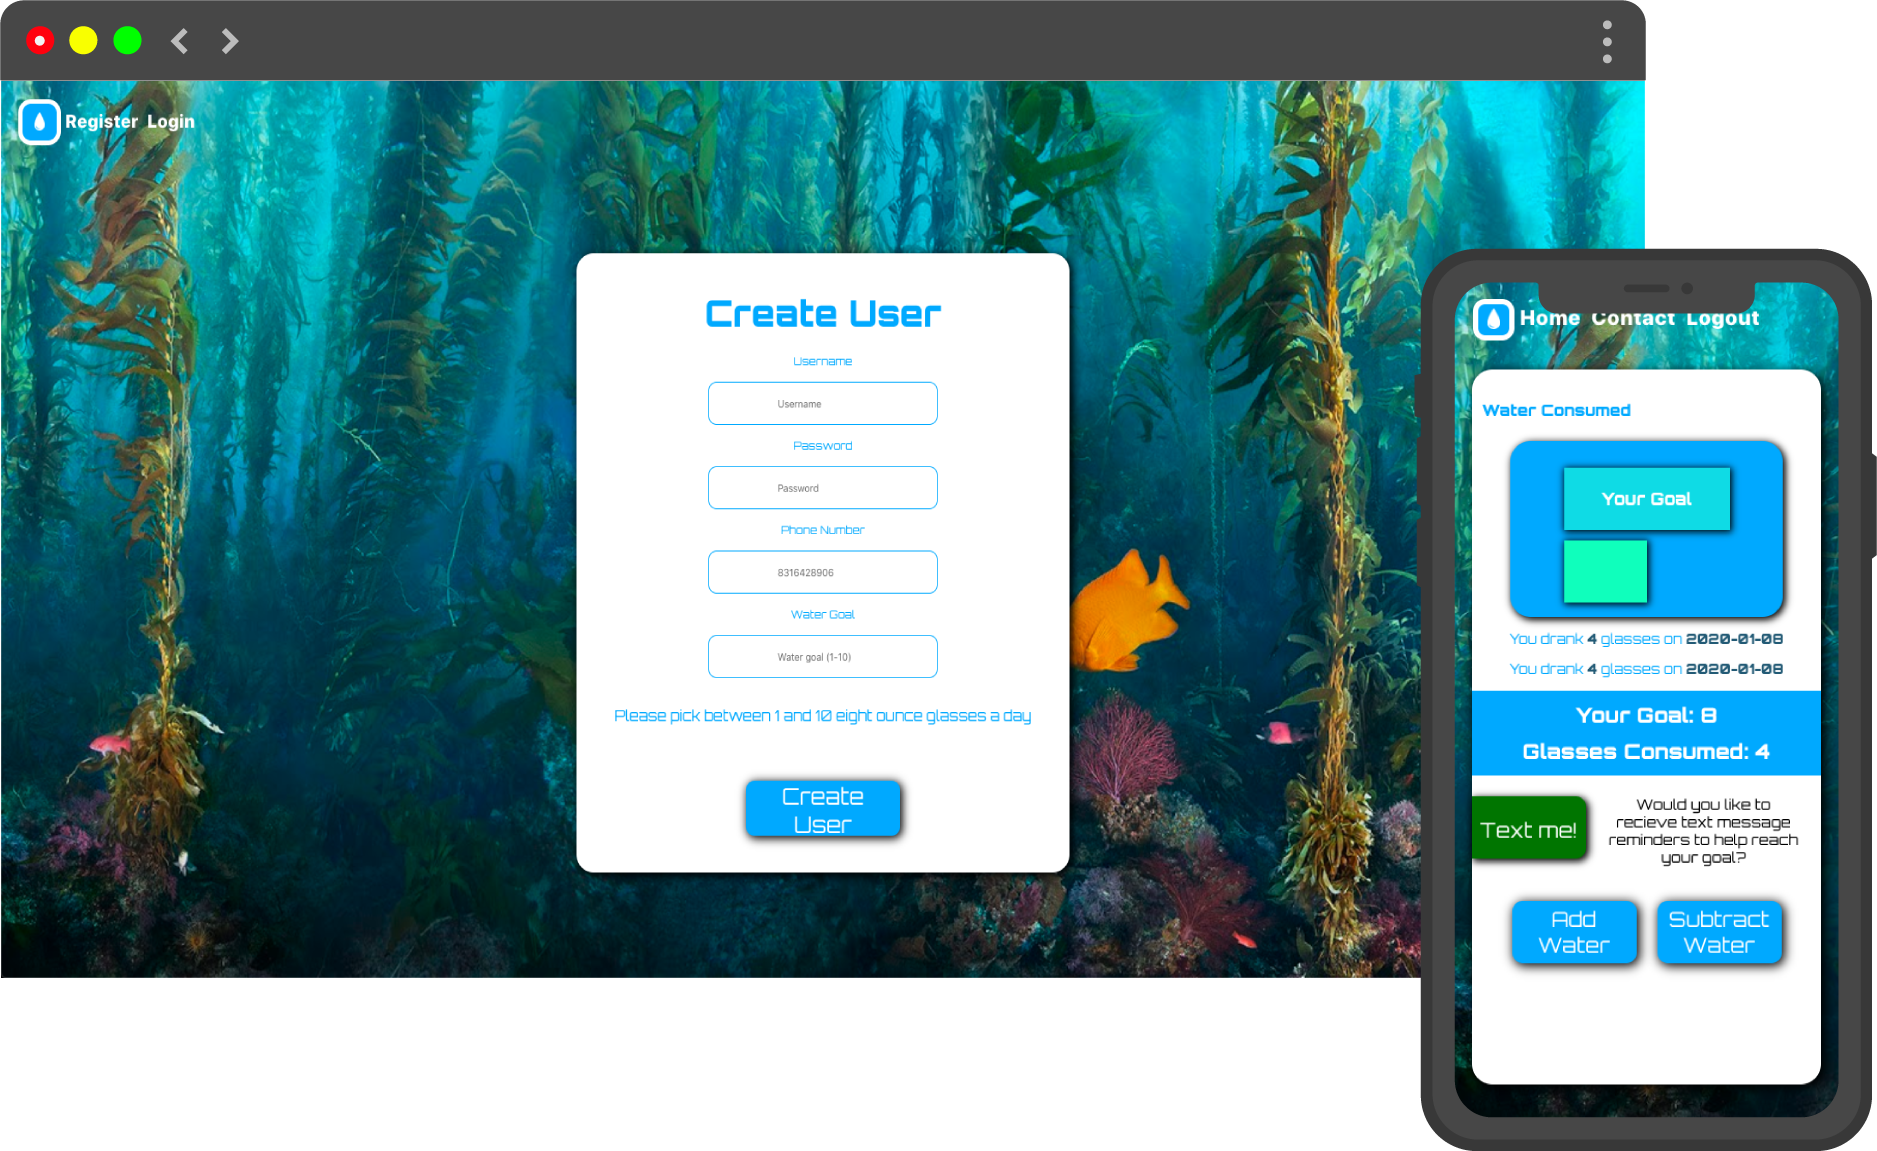 Register Login
Create User
Username
Username
Password
Password
Phone Number
8316428906
Water Goal
Water goal (1-10)
Please pick between 1 and 10 eight ounce glasses a day
Create
User
Home Contact Logout
Water Consumed
Your Goal
You drank 4 glasses on 2020-01-08
You drank 4 glasses on 2020-01-08
Your Goal: 8
Glasses Consumed: 4
Text me!
Would you like to
recieve text message
reminders to help reach
your goal?
Add
Water
Subtract
Water